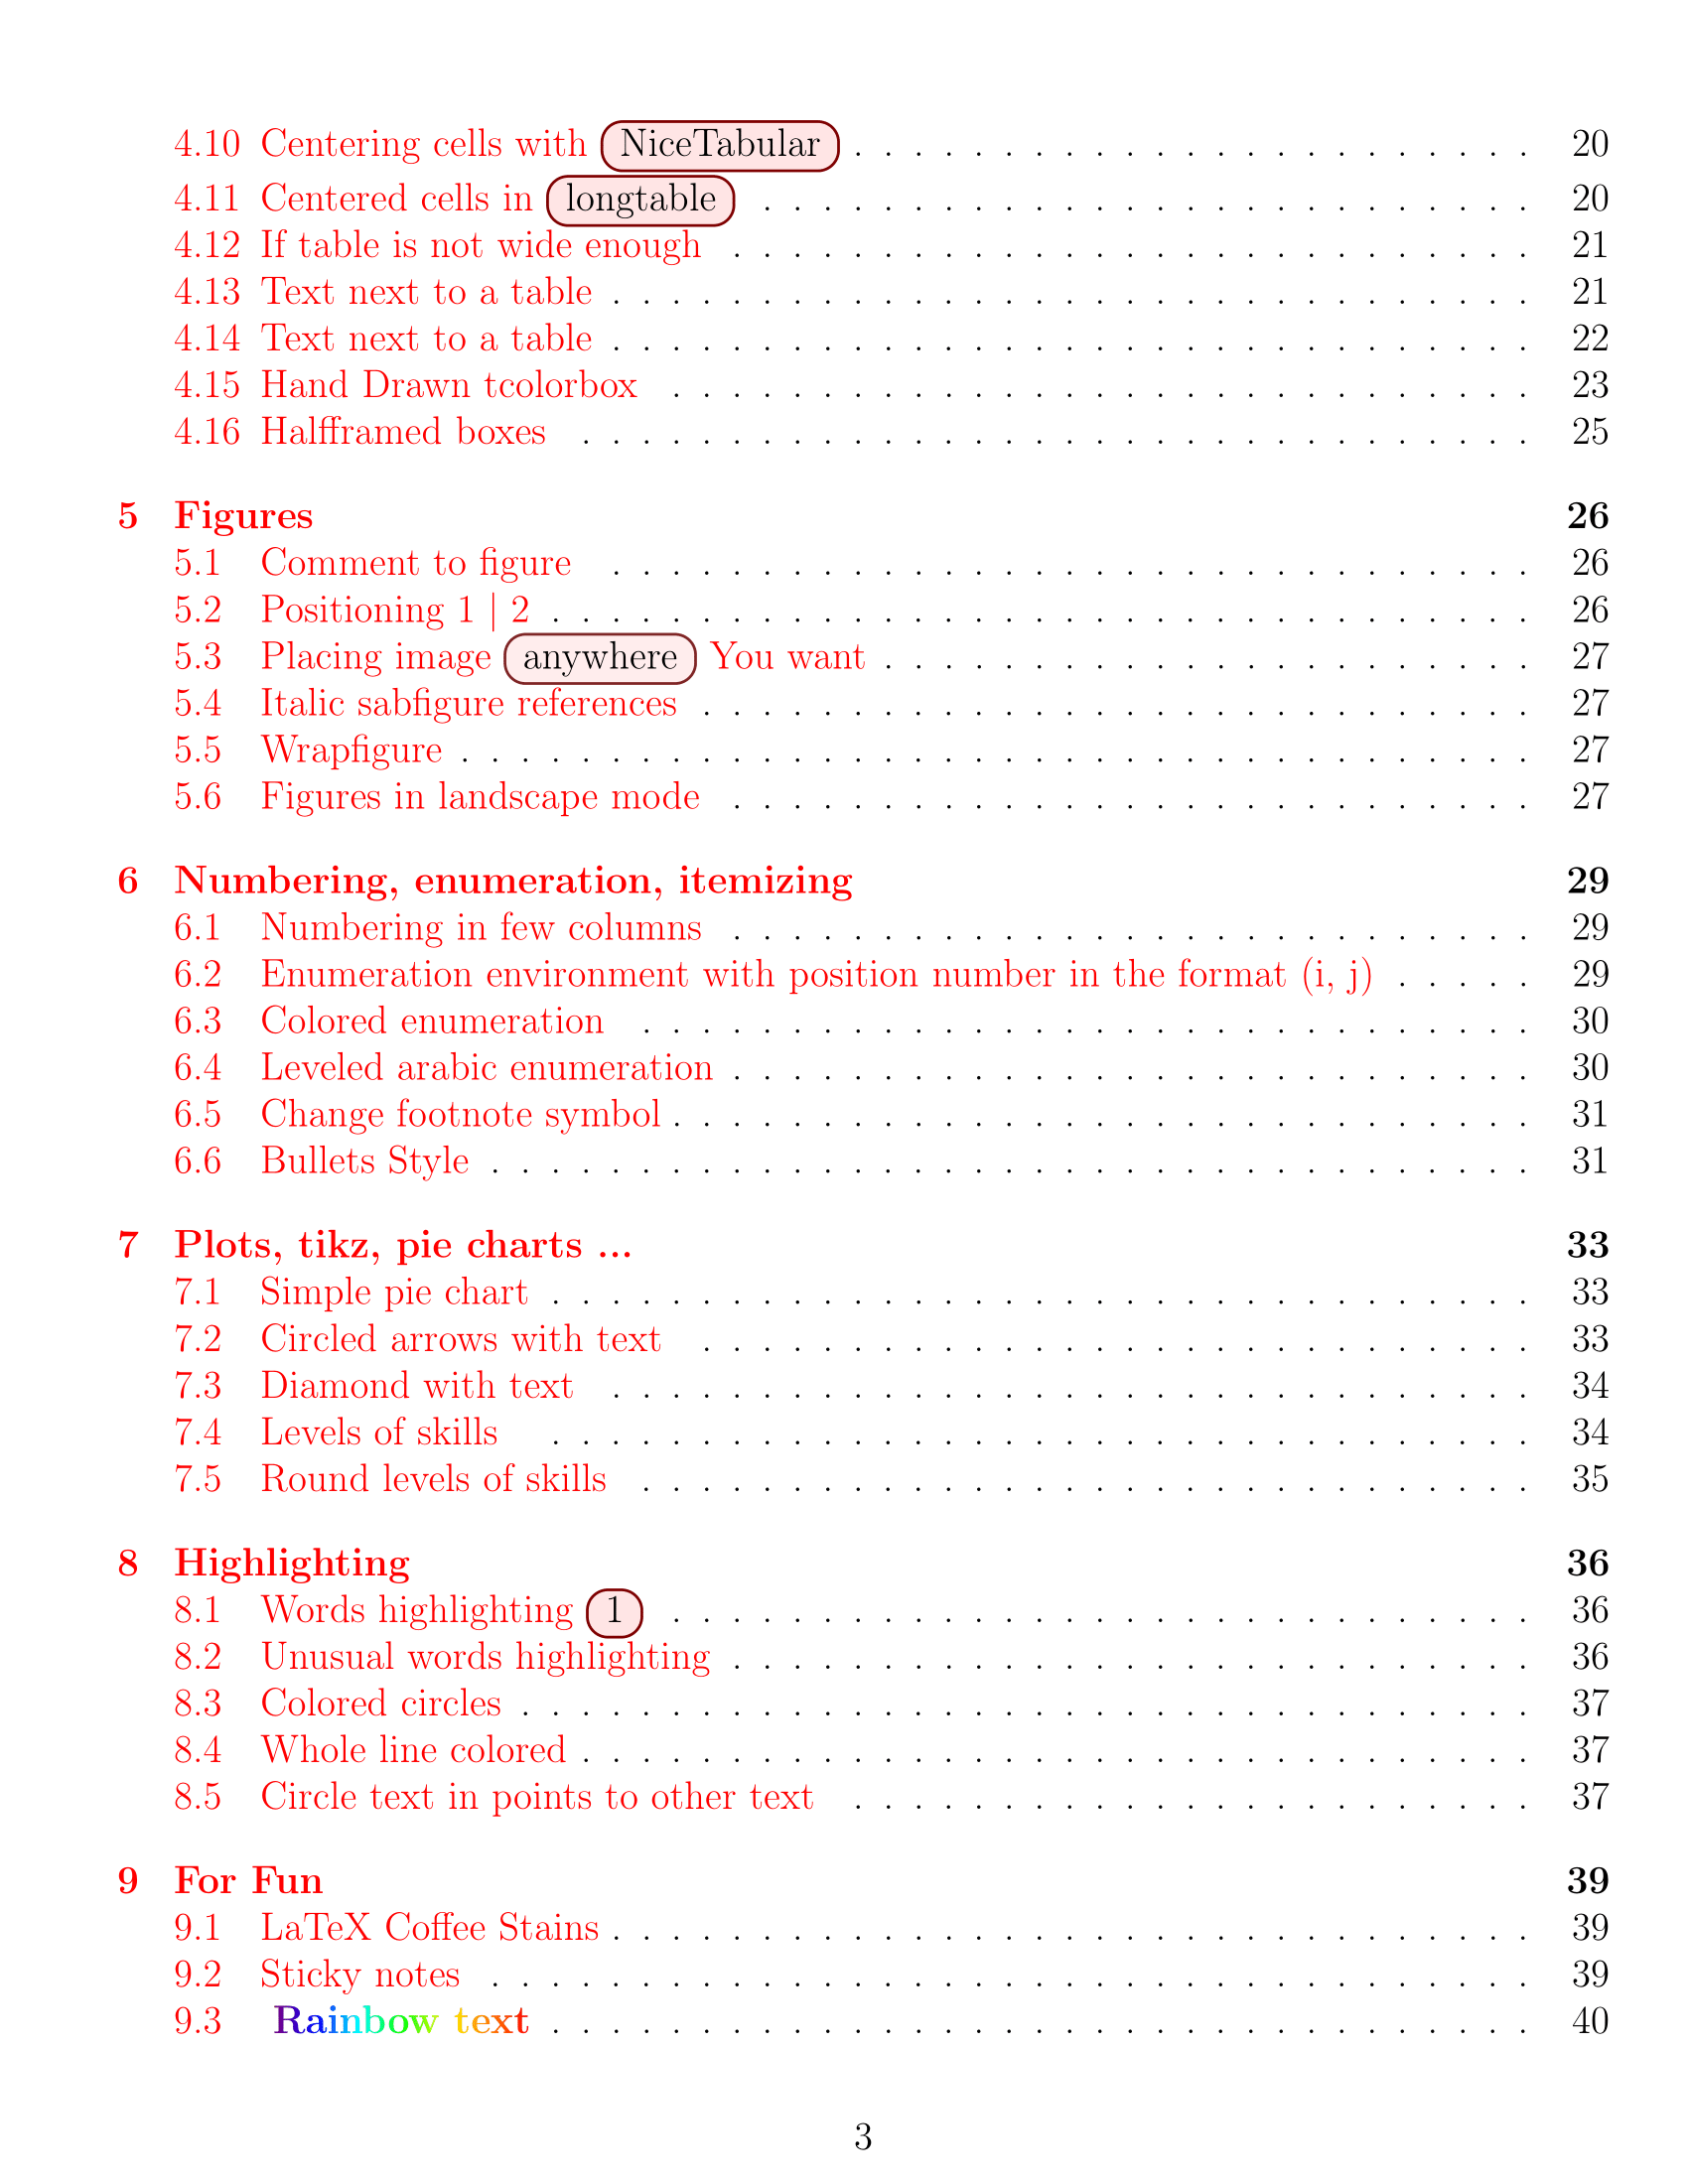 4.10 Centering cells with NiceTabular . . . . . . . . . . . . . . . . . . . . . . . 20
4.11 Centered cells in longtable . . . . . . . . . . . . . . . . . . . . . . . . . . 20
4.12 If table is not wide enough . . . . . . . . . . . . . . . . . . . . . . . . . . . 21
4.13 Text next to a table . . . . . . . . . . . . . . . . . . . . . . . . . . . . . . . 21
4.14 Text next to a table . . . . . . . . . . . . . . . . . . . . . . . . . . . . . . . 22
4.15 Hand Drawn tcolorbox . . . . . . . . . . . . . . . . . . . . . . . . . . . . . 23
4.16 Halfframed boxes . . . . . . . . . . . . . . . . . . . . . . . . . . . . . . . . 25
5 Figures 26
5.1 Comment to figure . . . . . . . . . . . . . . . . . . . . . . . . . . . . . . . 26
5.2 Positioning 1 | 2 . . . . . . . . . . . . . . . . . . . . . . . . . . . . . . . . . 26
5.3 Placing image anywhere You want . . . . . . . . . . . . . . . . . . . . . . 27
5.4 Italic sabfigure references . . . . . . . . . . . . . . . . . . . . . . . . . . . . 27
5.5 Wrapfigure . . . . . . . . . . . . . . . . . . . . . . . . . . . . . . . . . . . . 27
5.6 Figures in landscape mode . . . . . . . . . . . . . . . . . . . . . . . . . . . 27
6 Numbering, enumeration, itemizing 29
6.1 Numbering in few columns . . . . . . . . . . . . . . . . . . . . . . . . . . . 29
6.2 Enumeration environment with position number in the format (i, j) . . . . . 29
6.3 Colored enumeration . . . . . . . . . . . . . . . . . . . . . . . . . . . . . . 30
6.4 Leveled arabic enumeration . . . . . . . . . . . . . . . . . . . . . . . . . . . 30
6.5 Change footnote symbol . . . . . . . . . . . . . . . . . . . . . . . . . . . . . 31
6.6 Bullets Style . . . . . . . . . . . . . . . . . . . . . . . . . . . . . . . . . . . 31
7 Plots, tikz, pie charts ... 33
7.1 Simple pie chart . . . . . . . . . . . . . . . . . . . . . . . . . . . . . . . . . 33
7.2 Circled arrows with text . . . . . . . . . . . . . . . . . . . . . . . . . . . . 33
7.3 Diamond with text . . . . . . . . . . . . . . . . . . . . . . . . . . . . . . . 34
7.4 Levels of skills . . . . . . . . . . . . . . . . . . . . . . . . . . . . . . . . . 34
7.5 Round levels of skills . . . . . . . . . . . . . . . . . . . . . . . . . . . . . . 35
8 Highlighting 36
8.1 Words highlighting 1 . . . . . . . . . . . . . . . . . . . . . . . . . . . . . 36
8.2 Unusual words highlighting . . . . . . . . . . . . . . . . . . . . . . . . . . . 36
8.3 Colored circles . . . . . . . . . . . . . . . . . . . . . . . . . . . . . . . . . . 37
8.4 Whole line colored . . . . . . . . . . . . . . . . . . . . . . . . . . . . . . . . 37
8.5 Circle text in points to other text . . . . . . . . . . . . . . . . . . . . . . . 37
9 For Fun 39
9.1 LaTeX Coffee Stains . . . . . . . . . . . . . . . . . . . . . . . . . . . . . . . 39
9.2 Sticky notes . . . . . . . . . . . . . . . . . . . . . . . . . . . . . . . . . . . 39
9.3 Rainbow text . . . . . . . . . . . . . . . . . . . . . . . . . . . . . . . . . 40
3